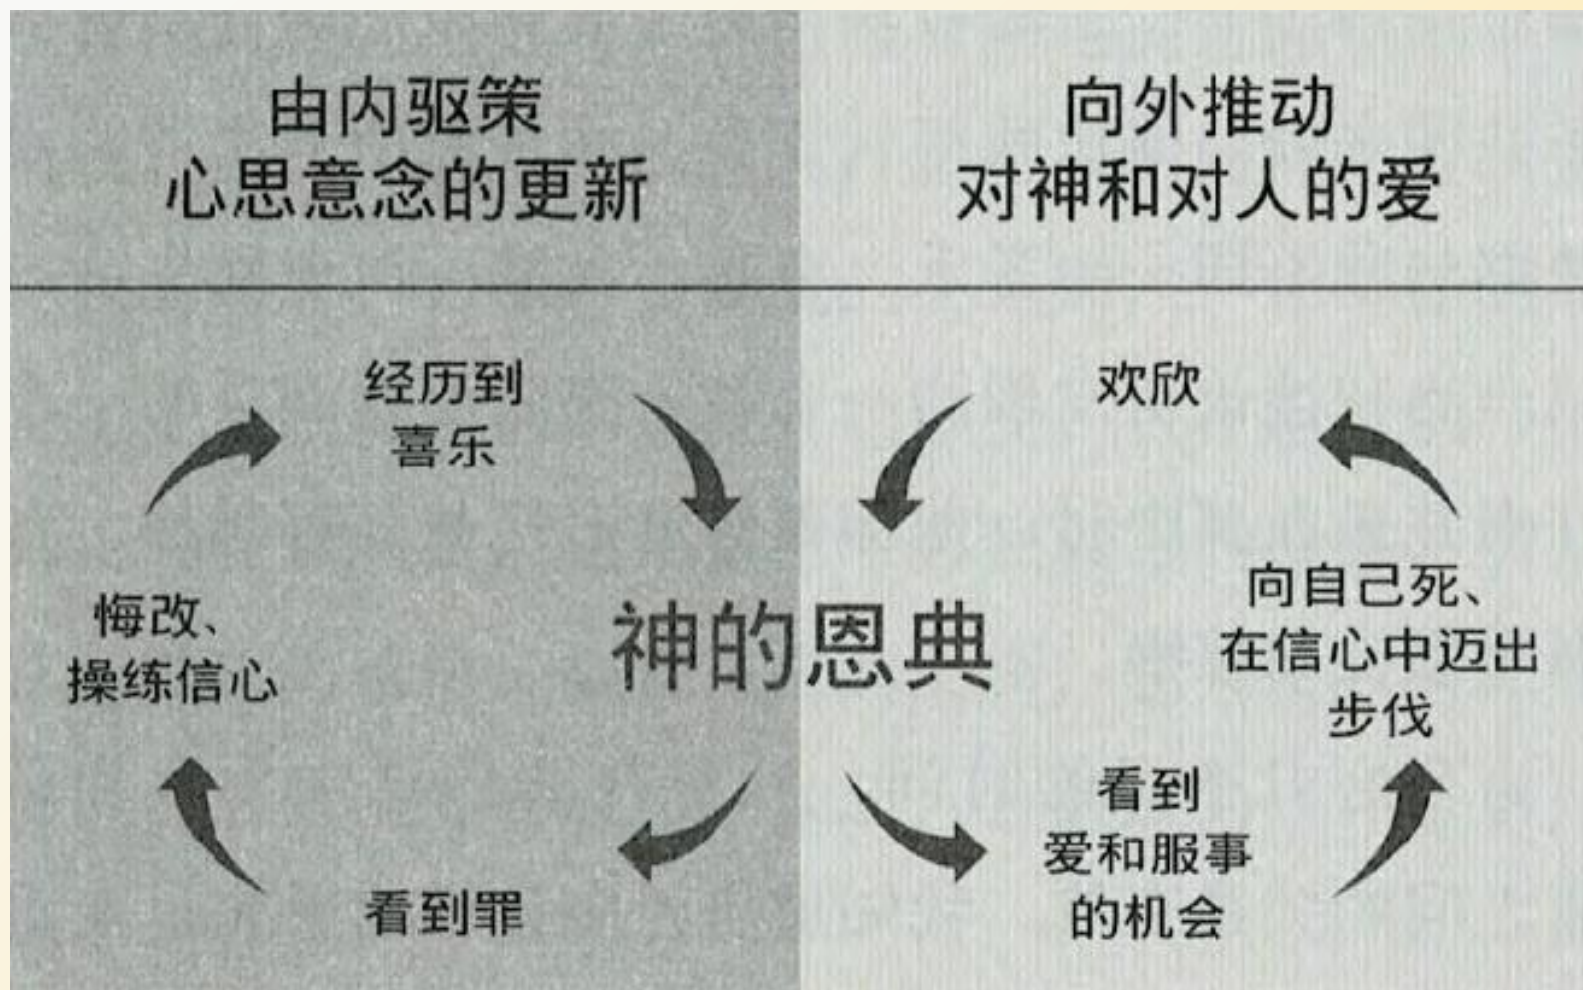 由内驱策
心思意念的更新
向外推动
对神和对人的爱
经历到
喜乐
欢欣
悔改、
操练信心
神的恩典
向自己死、
在信心中迈出
步伐
看到罪
看到
爱和服事
的机会